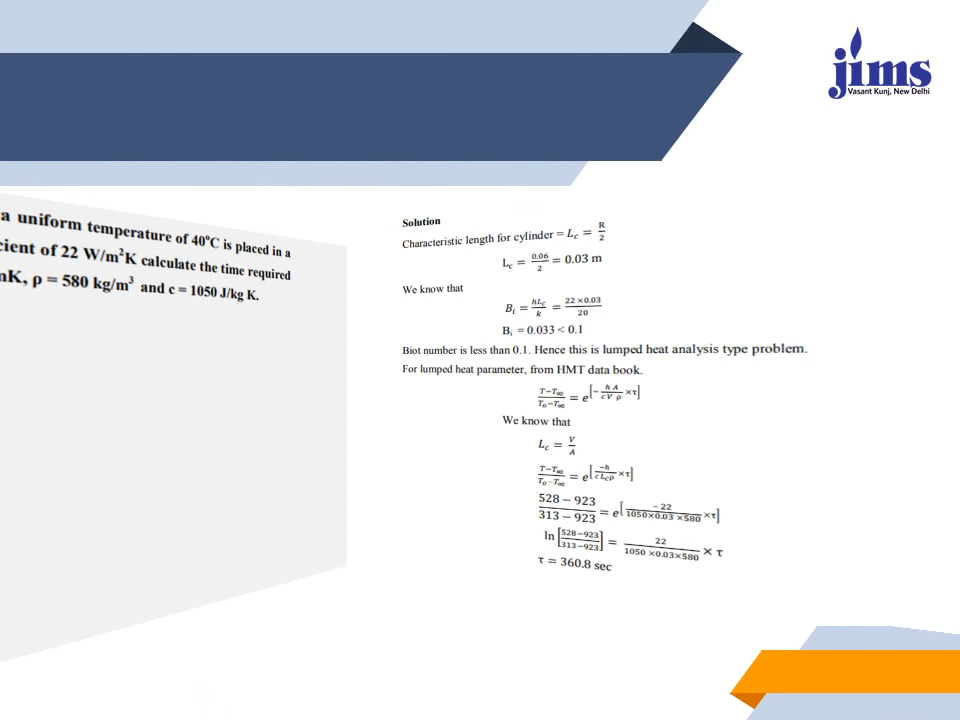 jims
Vasant Kunj, New Delhi
a uniform temperature of 40°C is placed in a
cient of 22 W/m²K calculate the time required
mK, ρ = 580 kg/m³ and c = 1050 J/kg K.
Solution
Characteristic length for cylinder = L_c = R/2
L_c = 0.06/2 = 0.03 m
We know that
B_i = hL_c/k = 22 ×0.03/20
B_i = 0.033 < 0.1
Biot number is less than 0.1. Hence this is lumped heat analysis type problem.
For lumped heat parameter, from HMT data book.
T−T_∞/T_o−T_∞ = e^[− h A/c V ρ ×τ]
We know that
L_c = V/A
T−T_∞/T_o−T_∞ = e^[−h/c L_c ρ ×τ]
528 − 923/313 − 923 = e^[− 22/1050×0.03 ×580 ×τ]
ln [528−923/313−923] = 22/1050 ×0.03×580 × τ
τ = 360.8 sec